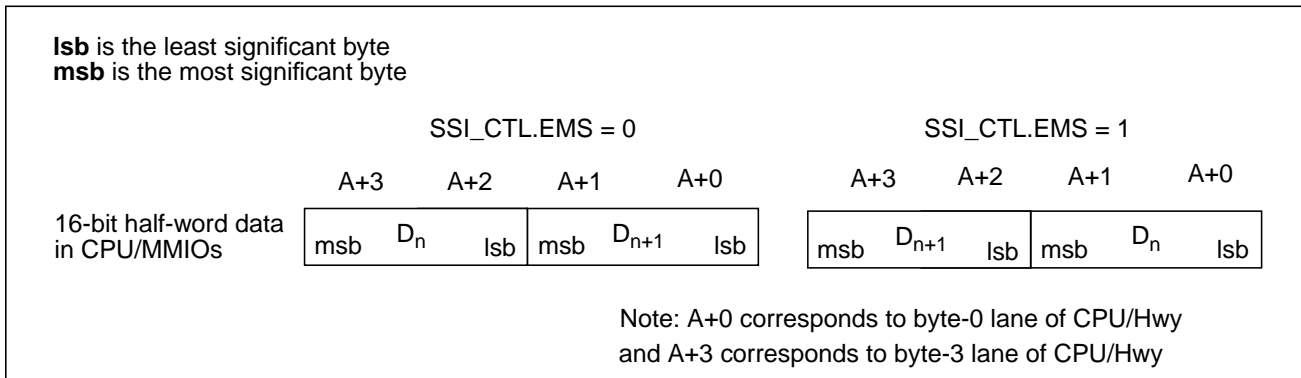 lsb is the least significant byte
msb is the most significant byte
SSI_CTL.EMS = 0 SSI_CTL.EMS = 1
A+3 A+2 A+1 A+0 A+3 A+2 A+1 A+0
16-bit half-word data
in CPU/MMIOs
msb Dn lsb msb Dn+1 lsb msb Dn+1 lsb msb Dn lsb
Note: A+0 corresponds to byte-0 lane of CPU/Hwy
and A+3 corresponds to byte-3 lane of CPU/Hwy